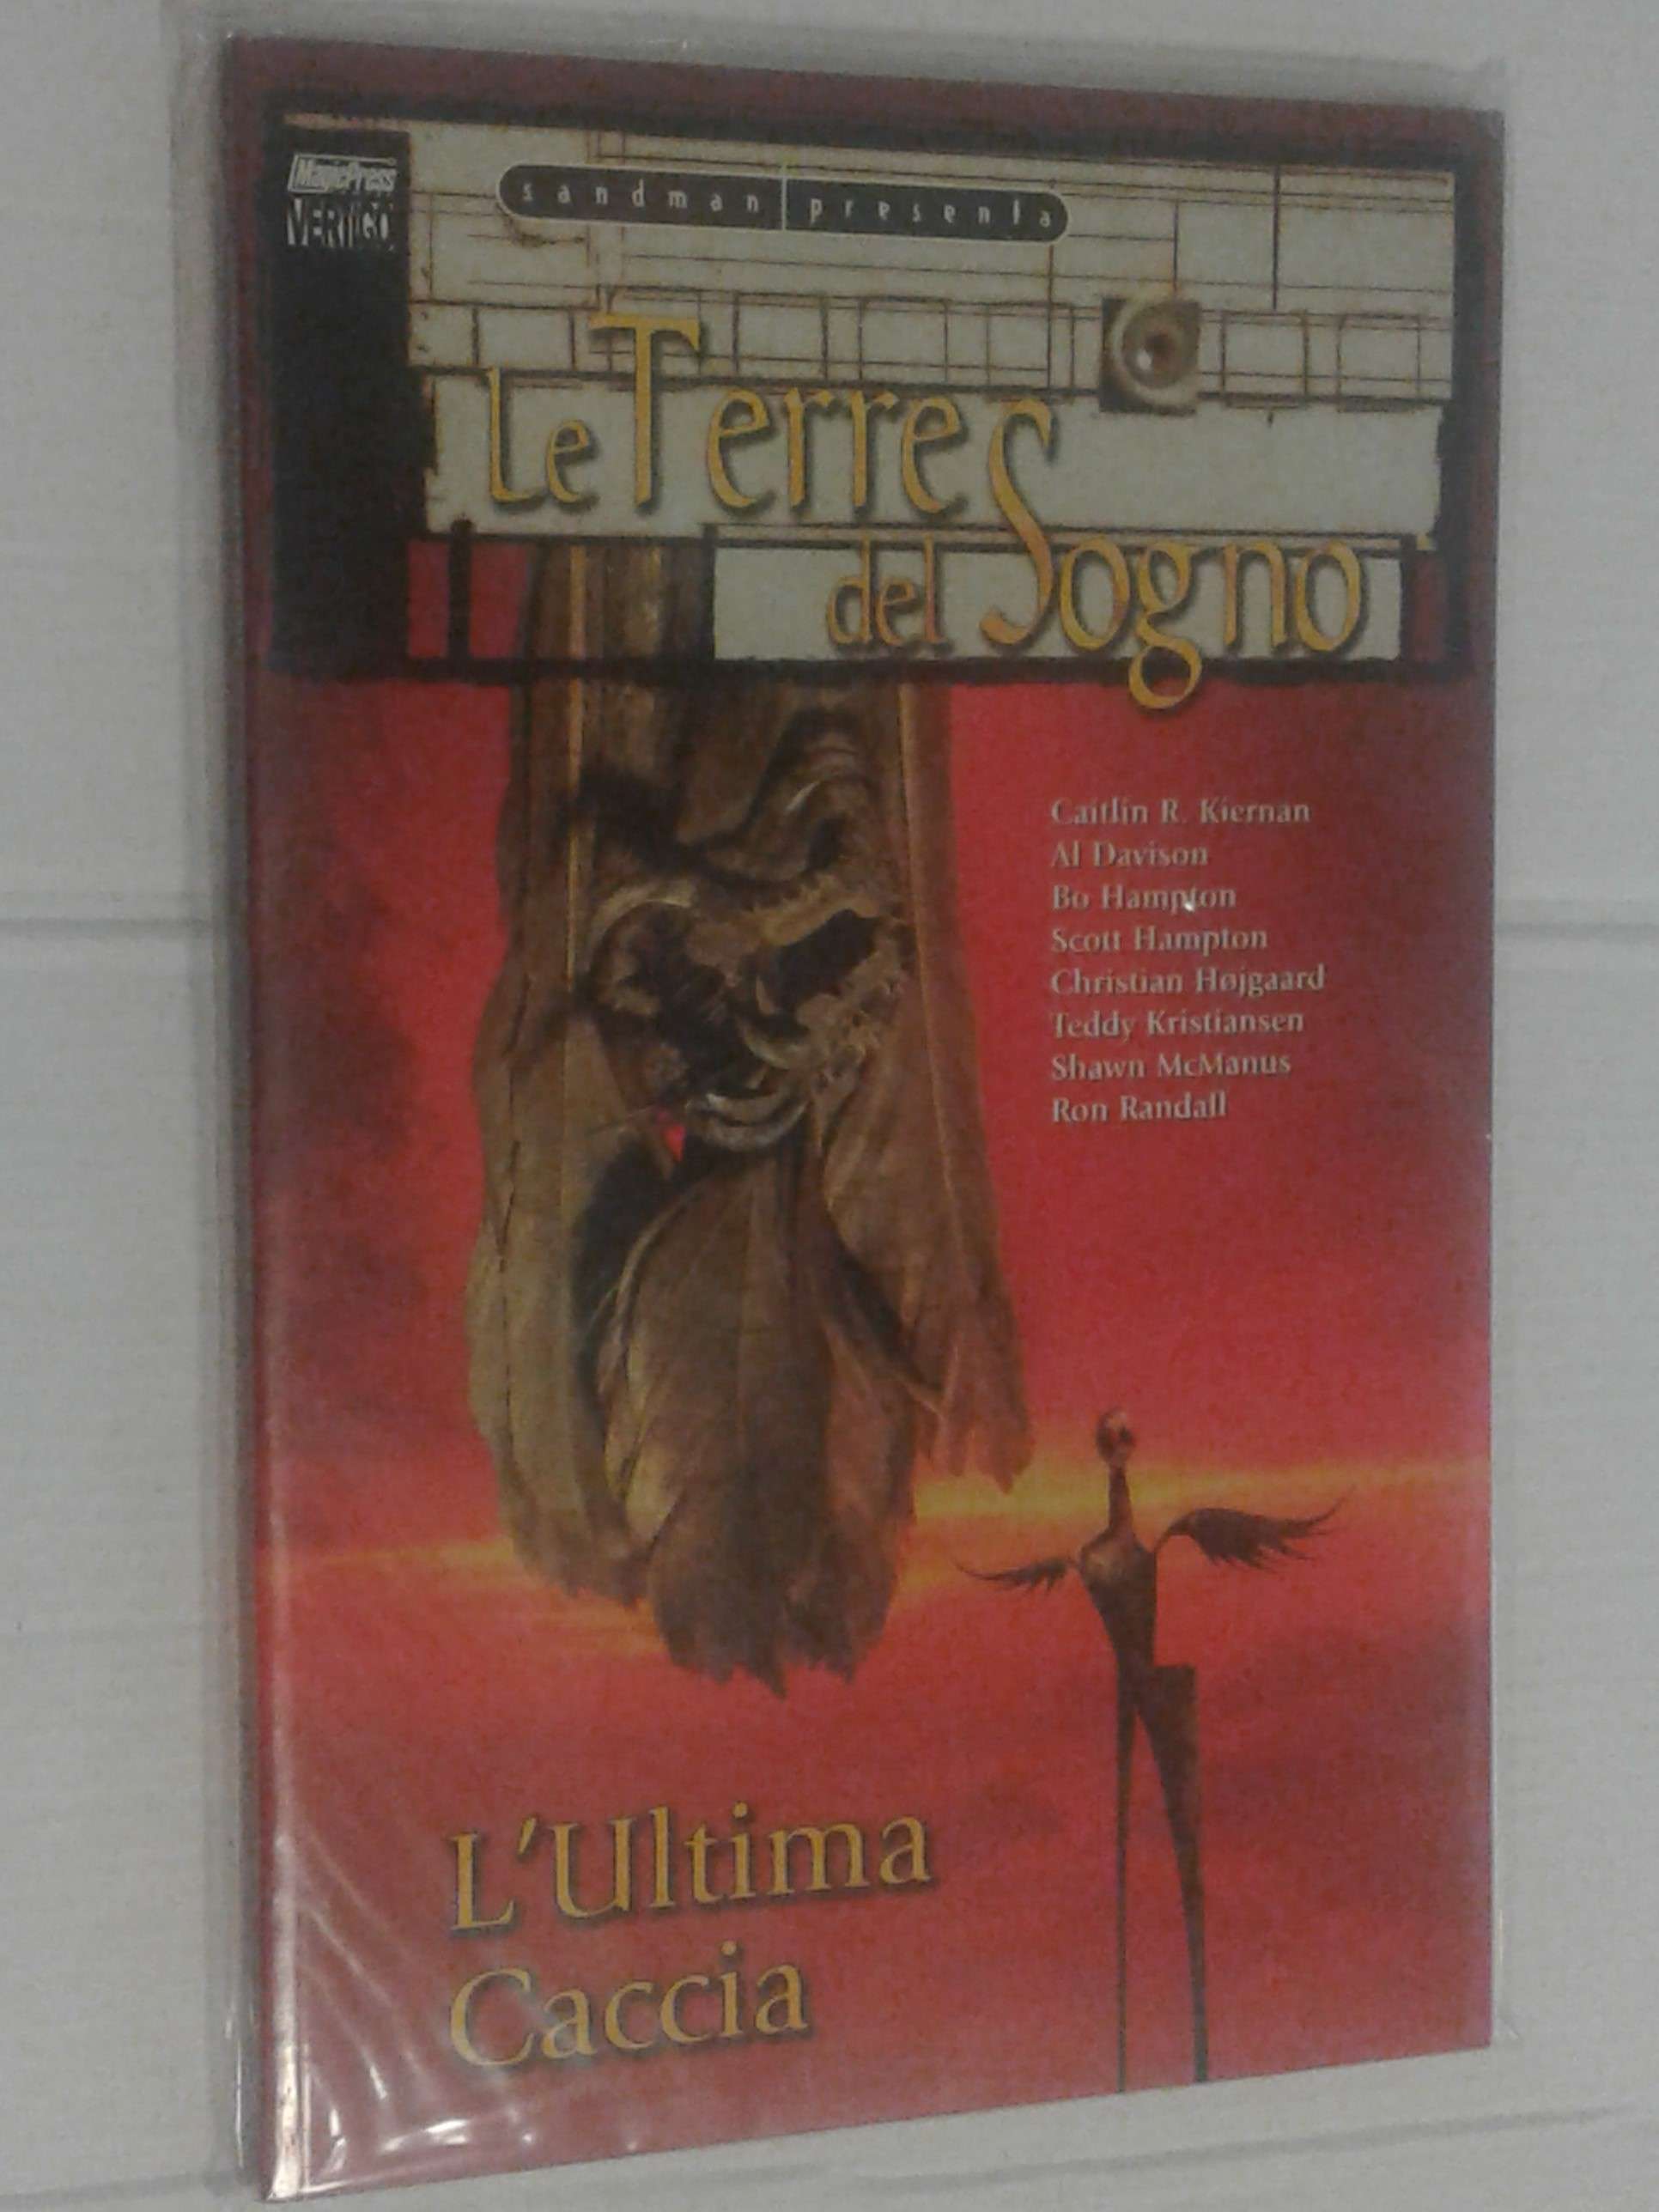 MagicPress
VERTIGO
sandman presenta
Le Terre
del Sogno
Caitlín R. Kiernan
Al Davison
Bo Hampton
Scott Hampton
Christian Højgaard
Teddy Kristiansen
Shawn McManus
Ron Randall
L'Ultima
Caccia